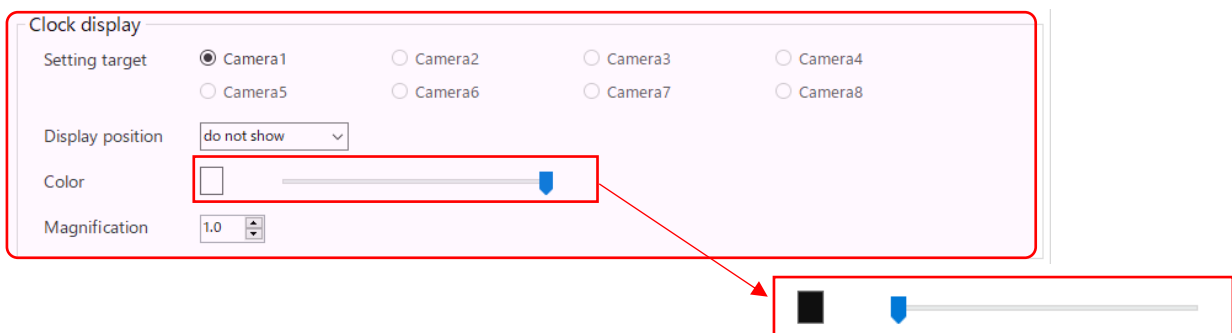 Clock display
Setting target Camera1 Camera2 Camera3 Camera4
Camera5 Camera6 Camera7 Camera8
Display position do not show
Color
Magnification 1.0